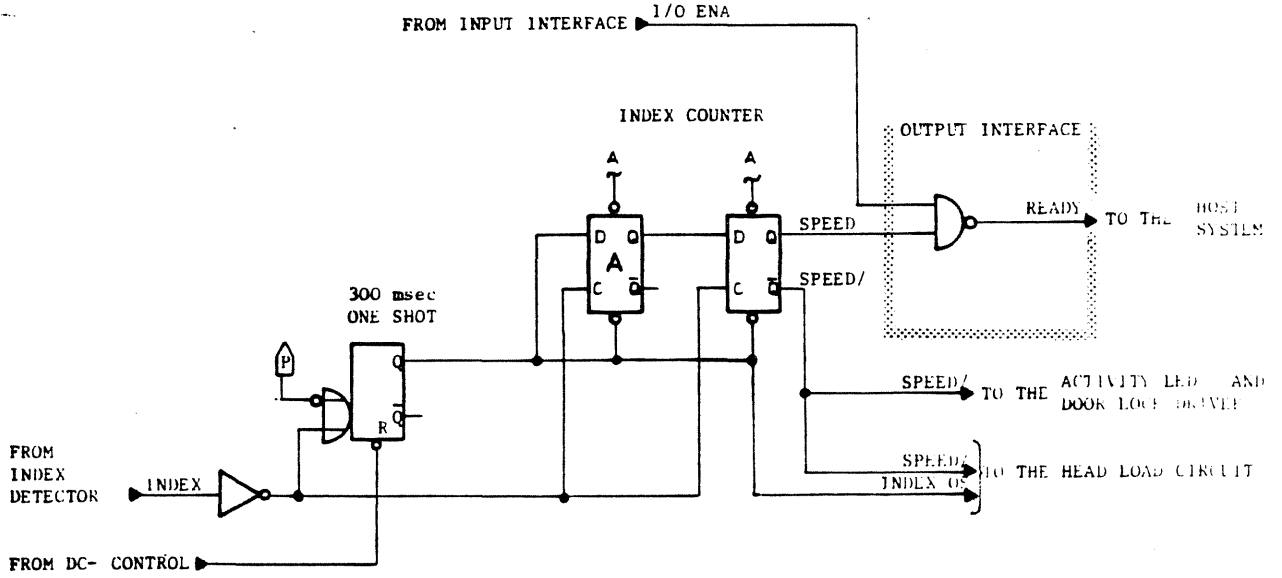 I/O ENA
FROM INPUT INTERFACE
INDEX COUNTER
OUTPUT INTERFACE
A
A
READY
TO THE HOST
SYSTEM
D Q
D Q
SPEED
A
C Q̅
C Q̅
SPEED/
300 msec
ONE SHOT
P
Q
Q̅
R
SPEED/
TO THE ACTIVITY LED AND
DOOR LOCK DRIVER
FROM
INDEX
DETECTOR
INDEX
SPEED/
INDEX OS
TO THE HEAD LOAD CIRCUIT
FROM DC- CONTROL